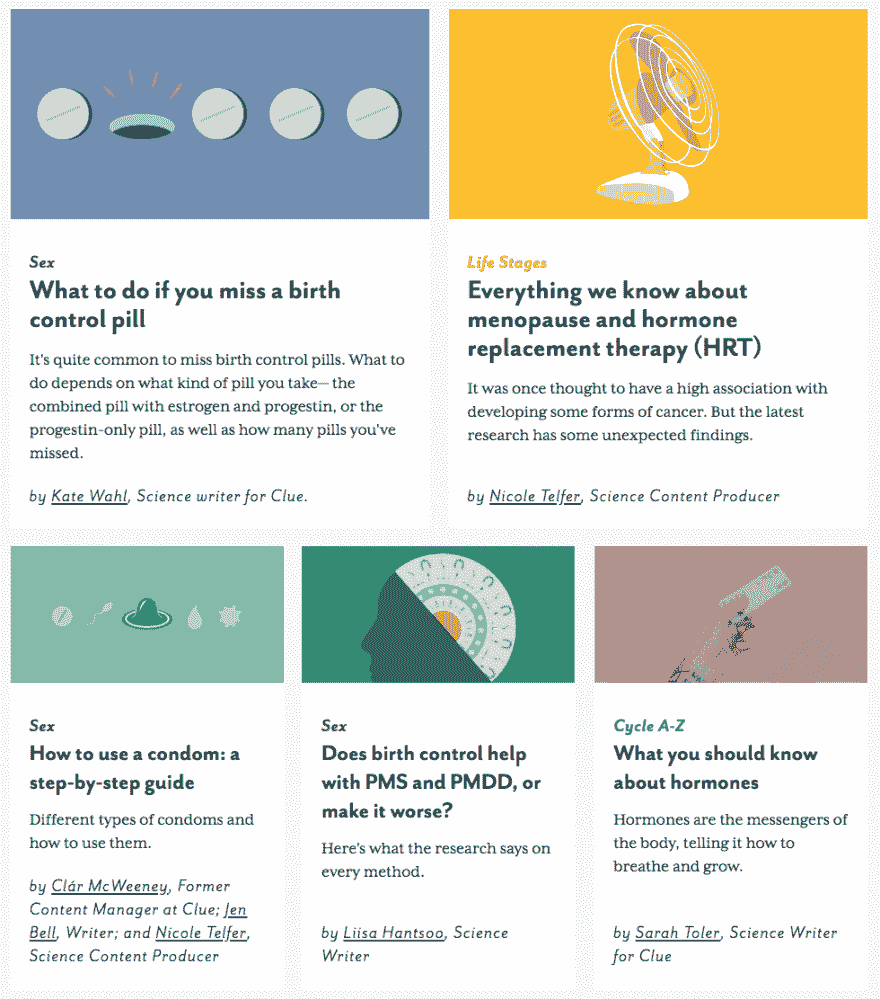 Sex
What to do if you miss a birth
control pill
It's quite common to miss birth control pills. What to
do depends on what kind of pill you take— the
combined pill with estrogen and progestin, or the
progestin-only pill, as well as how many pills you've
missed.
by Kate Wahl, Science writer for Clue.
Life Stages
Everything we know about
menopause and hormone
replacement therapy (HRT)
It was once thought to have a high association with
developing some forms of cancer. But the latest
research has some unexpected findings.
by Nicole Telfer, Science Content Producer
Sex
How to use a condom: a
step-by-step guide
Different types of condoms and
how to use them.
by Clár McWeeney, Former
Content Manager at Clue; Jen
Bell, Writer; and Nicole Telfer,
Science Content Producer
Sex
Does birth control help
with PMS and PMDD, or
make it worse?
Here's what the research says on
every method.
by Liisa Hantsoo, Science
Writer
Cycle A-Z
What you should know
about hormones
Hormones are the messengers of
the body, telling it how to
breathe and grow.
by Sarah Toler, Science Writer
for Clue